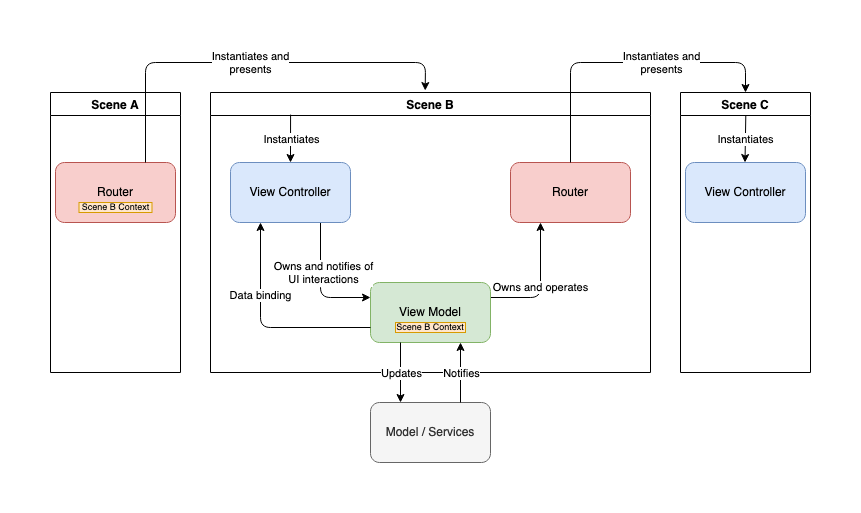 Instantiates and
presents
Instantiates and
presents
Scene A
Scene B
Scene C
Instantiates
Instantiates
Router
Scene B Context
View Controller
Router
View Controller
Owns and notifies of
UI interactions
Data binding
Owns and operates
View Model
Scene B Context
Updates
Notifies
Model / Services